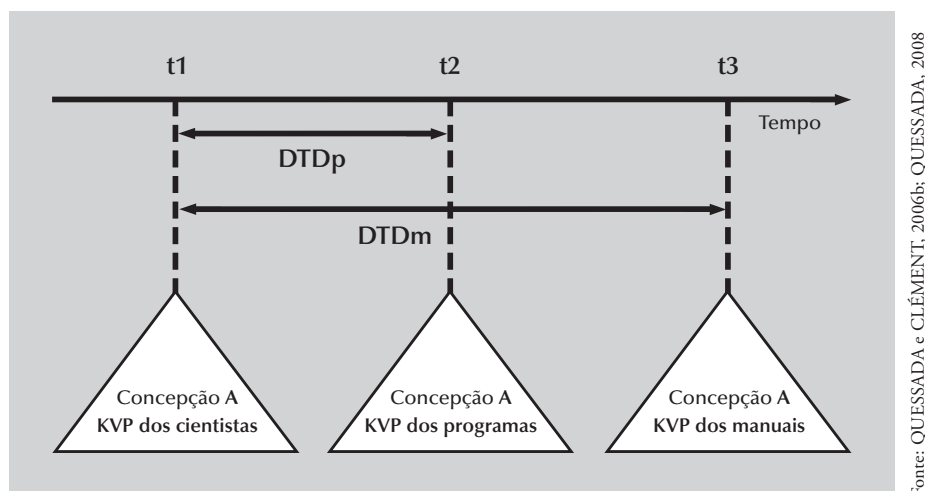 t1 t2 t3
Tempo
DTDp
DTDm
Concepção A
KVP dos cientistas
Concepção A
KVP dos programas
Concepção A
KVP dos manuais
Fonte: QUESSADA e CLÉMENT, 2006b; QUESSADA, 2008